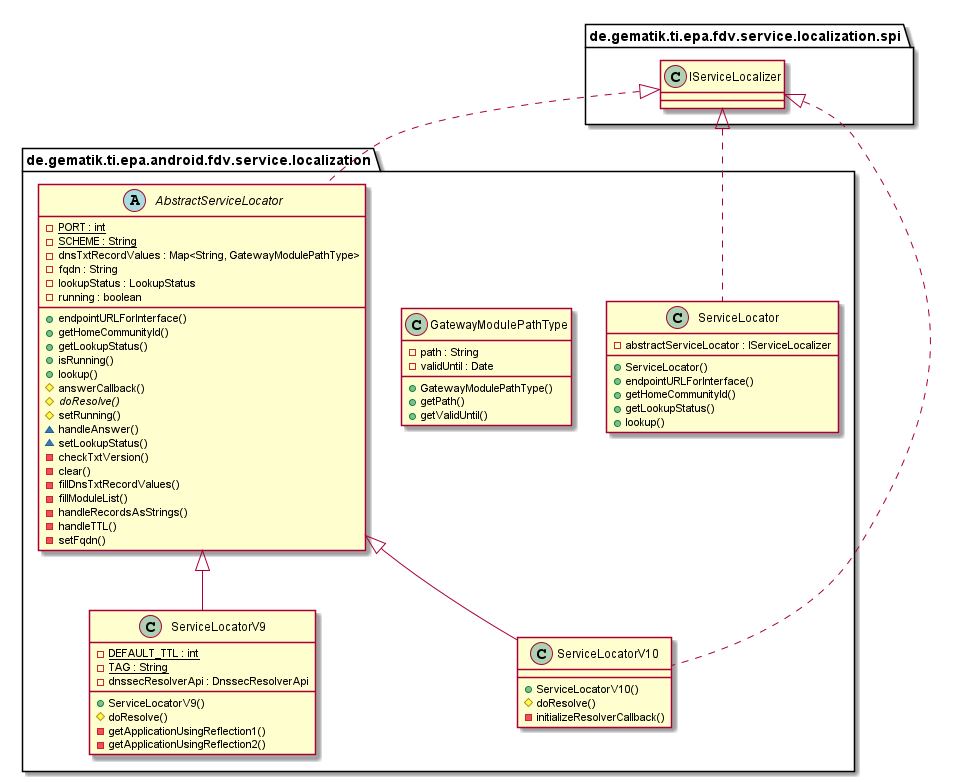 de.gematik.ti.epa.fdv.service.localization.spi
C IServiceLocalizer
de.gematik.ti.epa.android.fdv.service.localization
A AbstractServiceLocator
PORT : int
SCHEME : String
dnsTxtRecordValues : Map<String, GatewayModulePathType>
fqdn : String
lookupStatus : LookupStatus
running : boolean
endpointURLForInterface()
getHomeCommunityId()
getLookupStatus()
isRunning()
lookup()
answerCallback()
doResolve()
setRunning()
handleAnswer()
setLookupStatus()
checkTxtVersion()
clear()
fillDnsTxtRecordValues()
fillModuleList()
handleRecordsAsStrings()
handleTTL()
setFqdn()
C GatewayModulePathType
path : String
validUntil : Date
GatewayModulePathType()
getPath()
getValidUntil()
C ServiceLocator
abstractServiceLocator : IServiceLocalizer
ServiceLocator()
endpointURLForInterface()
getHomeCommunityId()
getLookupStatus()
lookup()
C ServiceLocatorV9
DEFAULT_TTL : int
TAG : String
dnssecResolverApi : DnssecResolverApi
ServiceLocatorV9()
doResolve()
getApplicationUsingReflection1()
getApplicationUsingReflection2()
C ServiceLocatorV10
ServiceLocatorV10()
doResolve()
initializeResolverCallback()